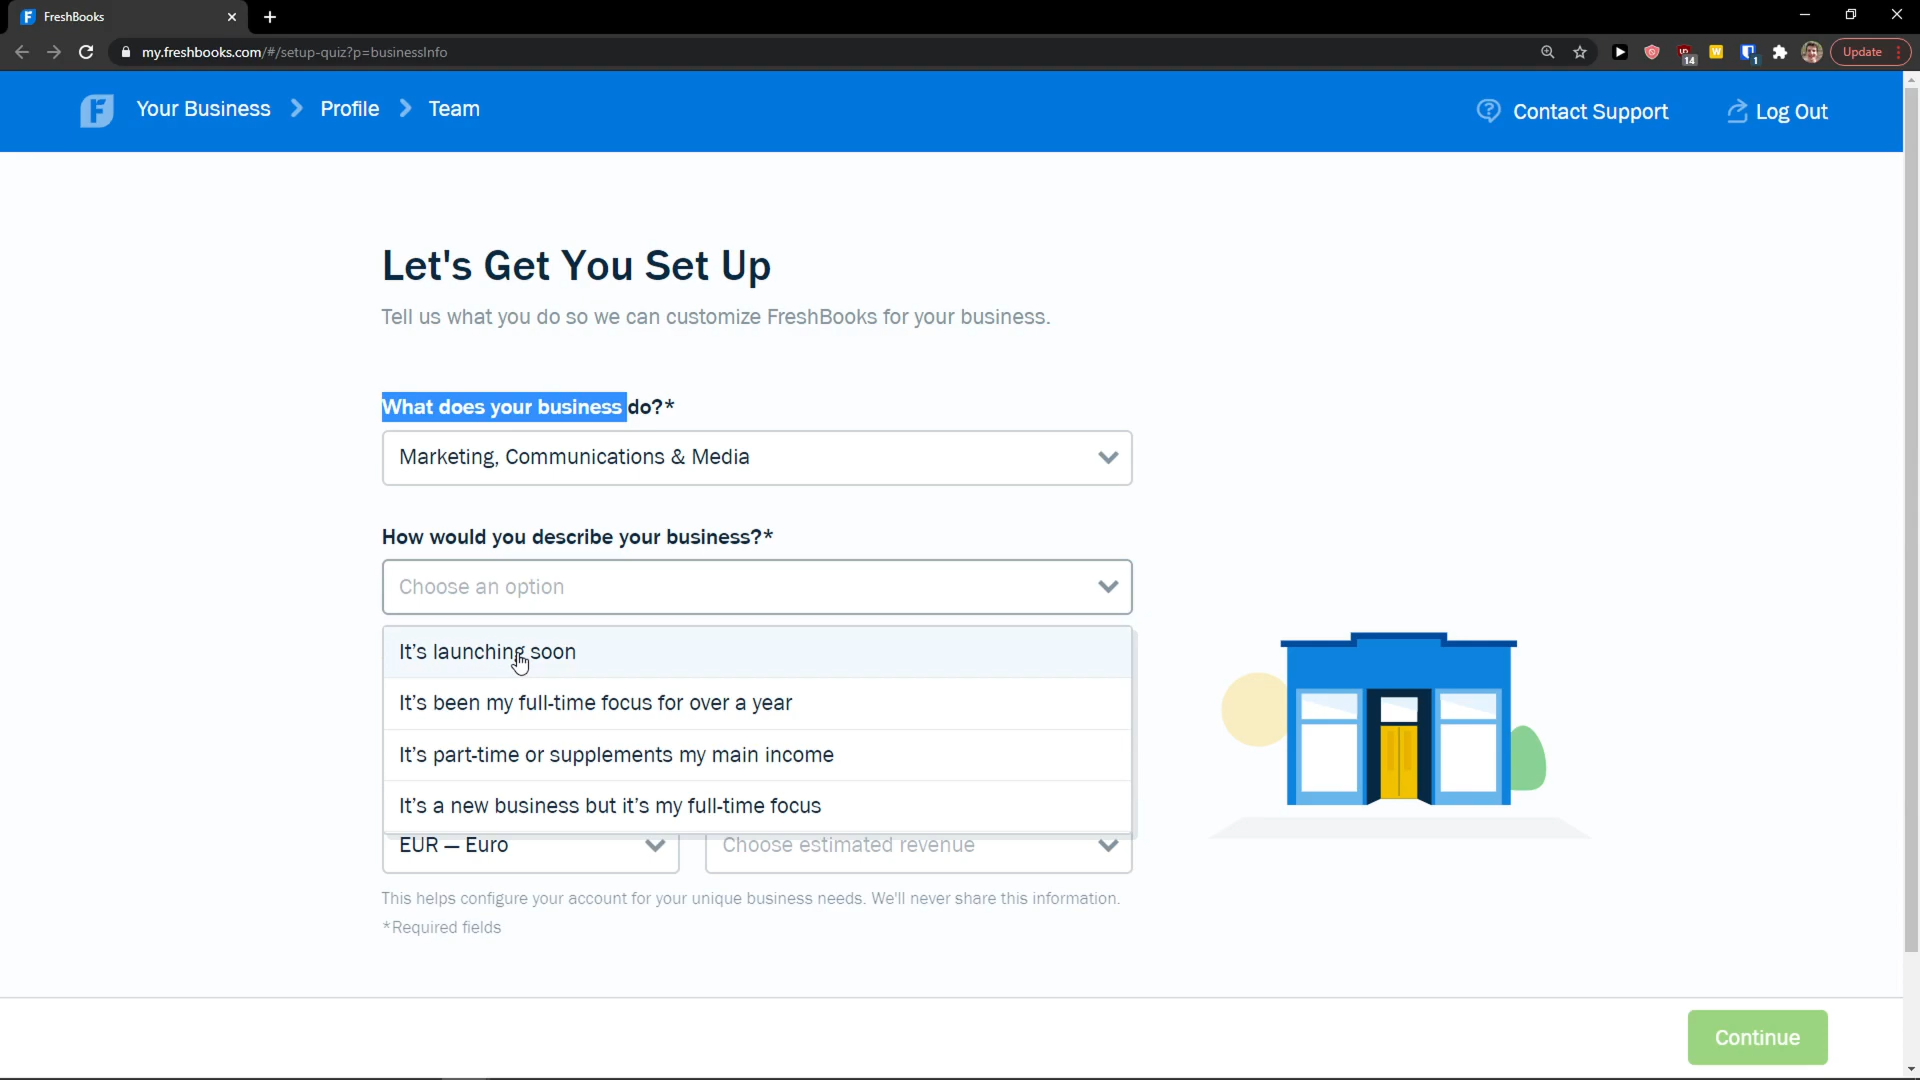 FreshBooks
my.freshbooks.com/#/setup-quiz?p=businessInfo
14
W
1
Update
Your Business
Profile
Team
Contact Support
Log Out
Let's Get You Set Up
Tell us what you do so we can customize FreshBooks for your business.
What does your business do?*
Marketing, Communications & Media
How would you describe your business?*
Choose an option
It's launching soon
It's been my full-time focus for over a year
It's part-time or supplements my main income
It's a new business but it's my full-time focus
EUR — Euro
Choose estimated revenue
This helps configure your account for your unique business needs. We'll never share this information.
*Required fields
Continue